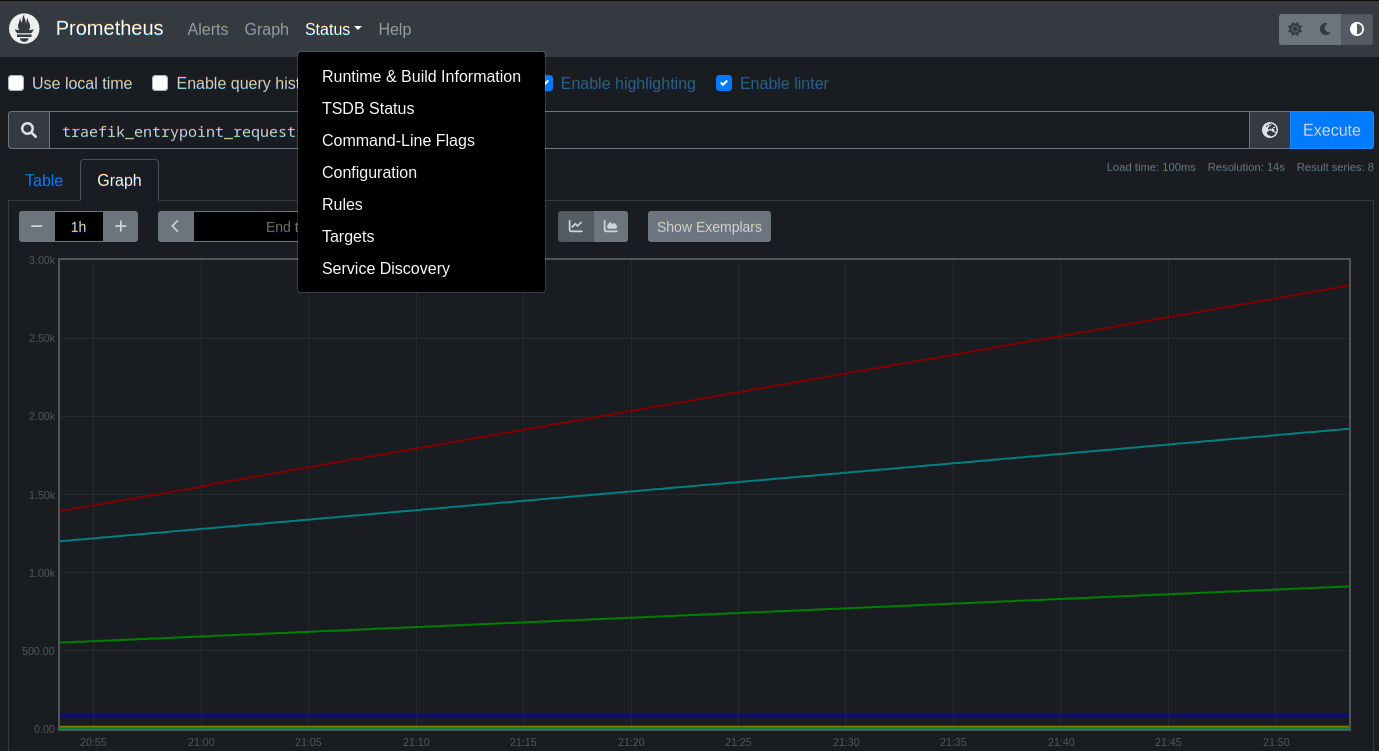 Prometheus Alerts Graph Status Help
Use local time Enable query hist Enable highlighting Enable linter
Runtime & Build Information
TSDB Status
Command-Line Flags
Configuration
Rules
Targets
Service Discovery
traefik_entrypoint_requests Execute
Load time: 100ms Resolution: 14s Result series: 8
Table Graph
1h End t Show Exemplars
3.00k
2.50k
2.00k
1.50k
1.00k
500.00
0.00
20:55 21:00 21:05 21:10 21:15 21:20 21:25 21:30 21:35 21:40 21:45 21:50